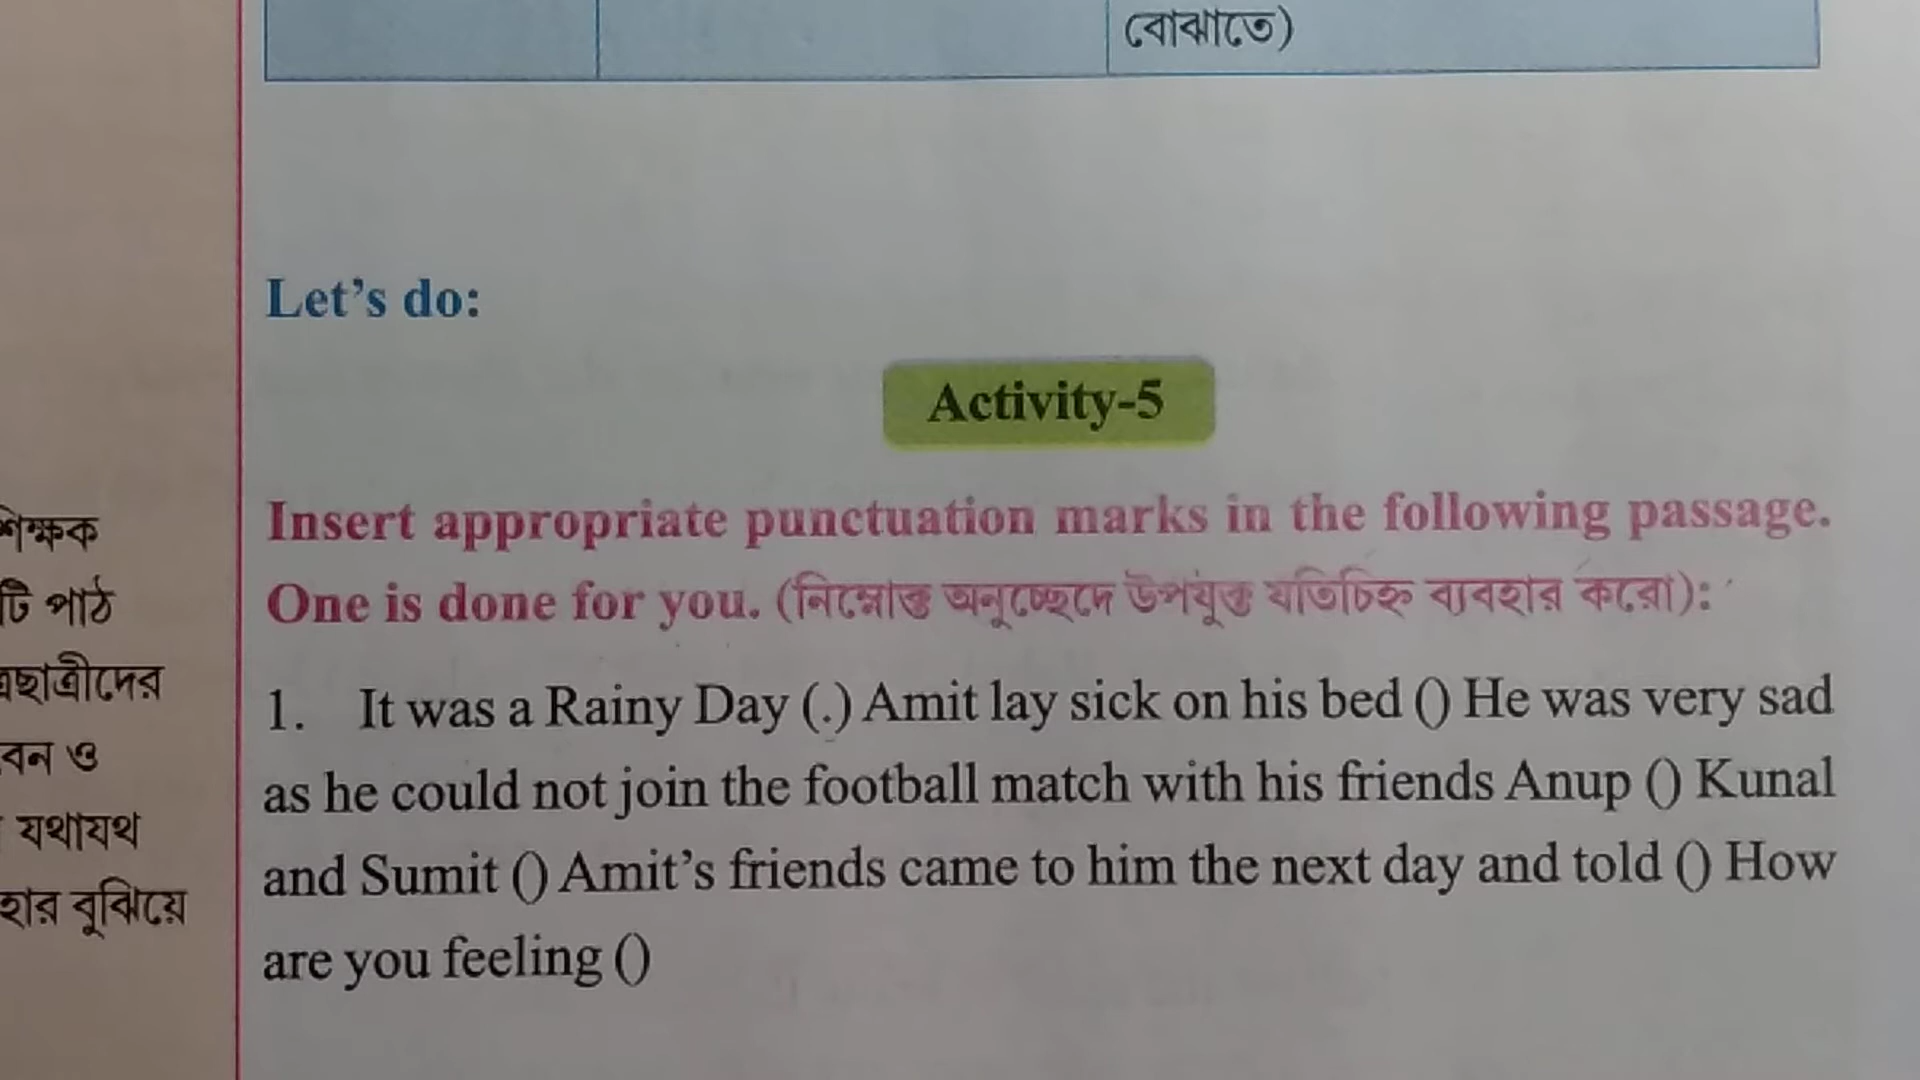 বোঝাতে)
Let's do:
Activity-5
Insert appropriate punctuation marks in the following passage.
One is done for you. (নিম্নোক্ত অনুচ্ছেদে উপযুক্ত যতিচিহ্ন ব্যবহার করো):
1. It was a Rainy Day (.) Amit lay sick on his bed () He was very sad
as he could not join the football match with his friends Anup () Kunal
and Sumit () Amit's friends came to him the next day and told () How
are you feeling ()
পাঠ
ও
যথাযথ
বুঝিয়ে